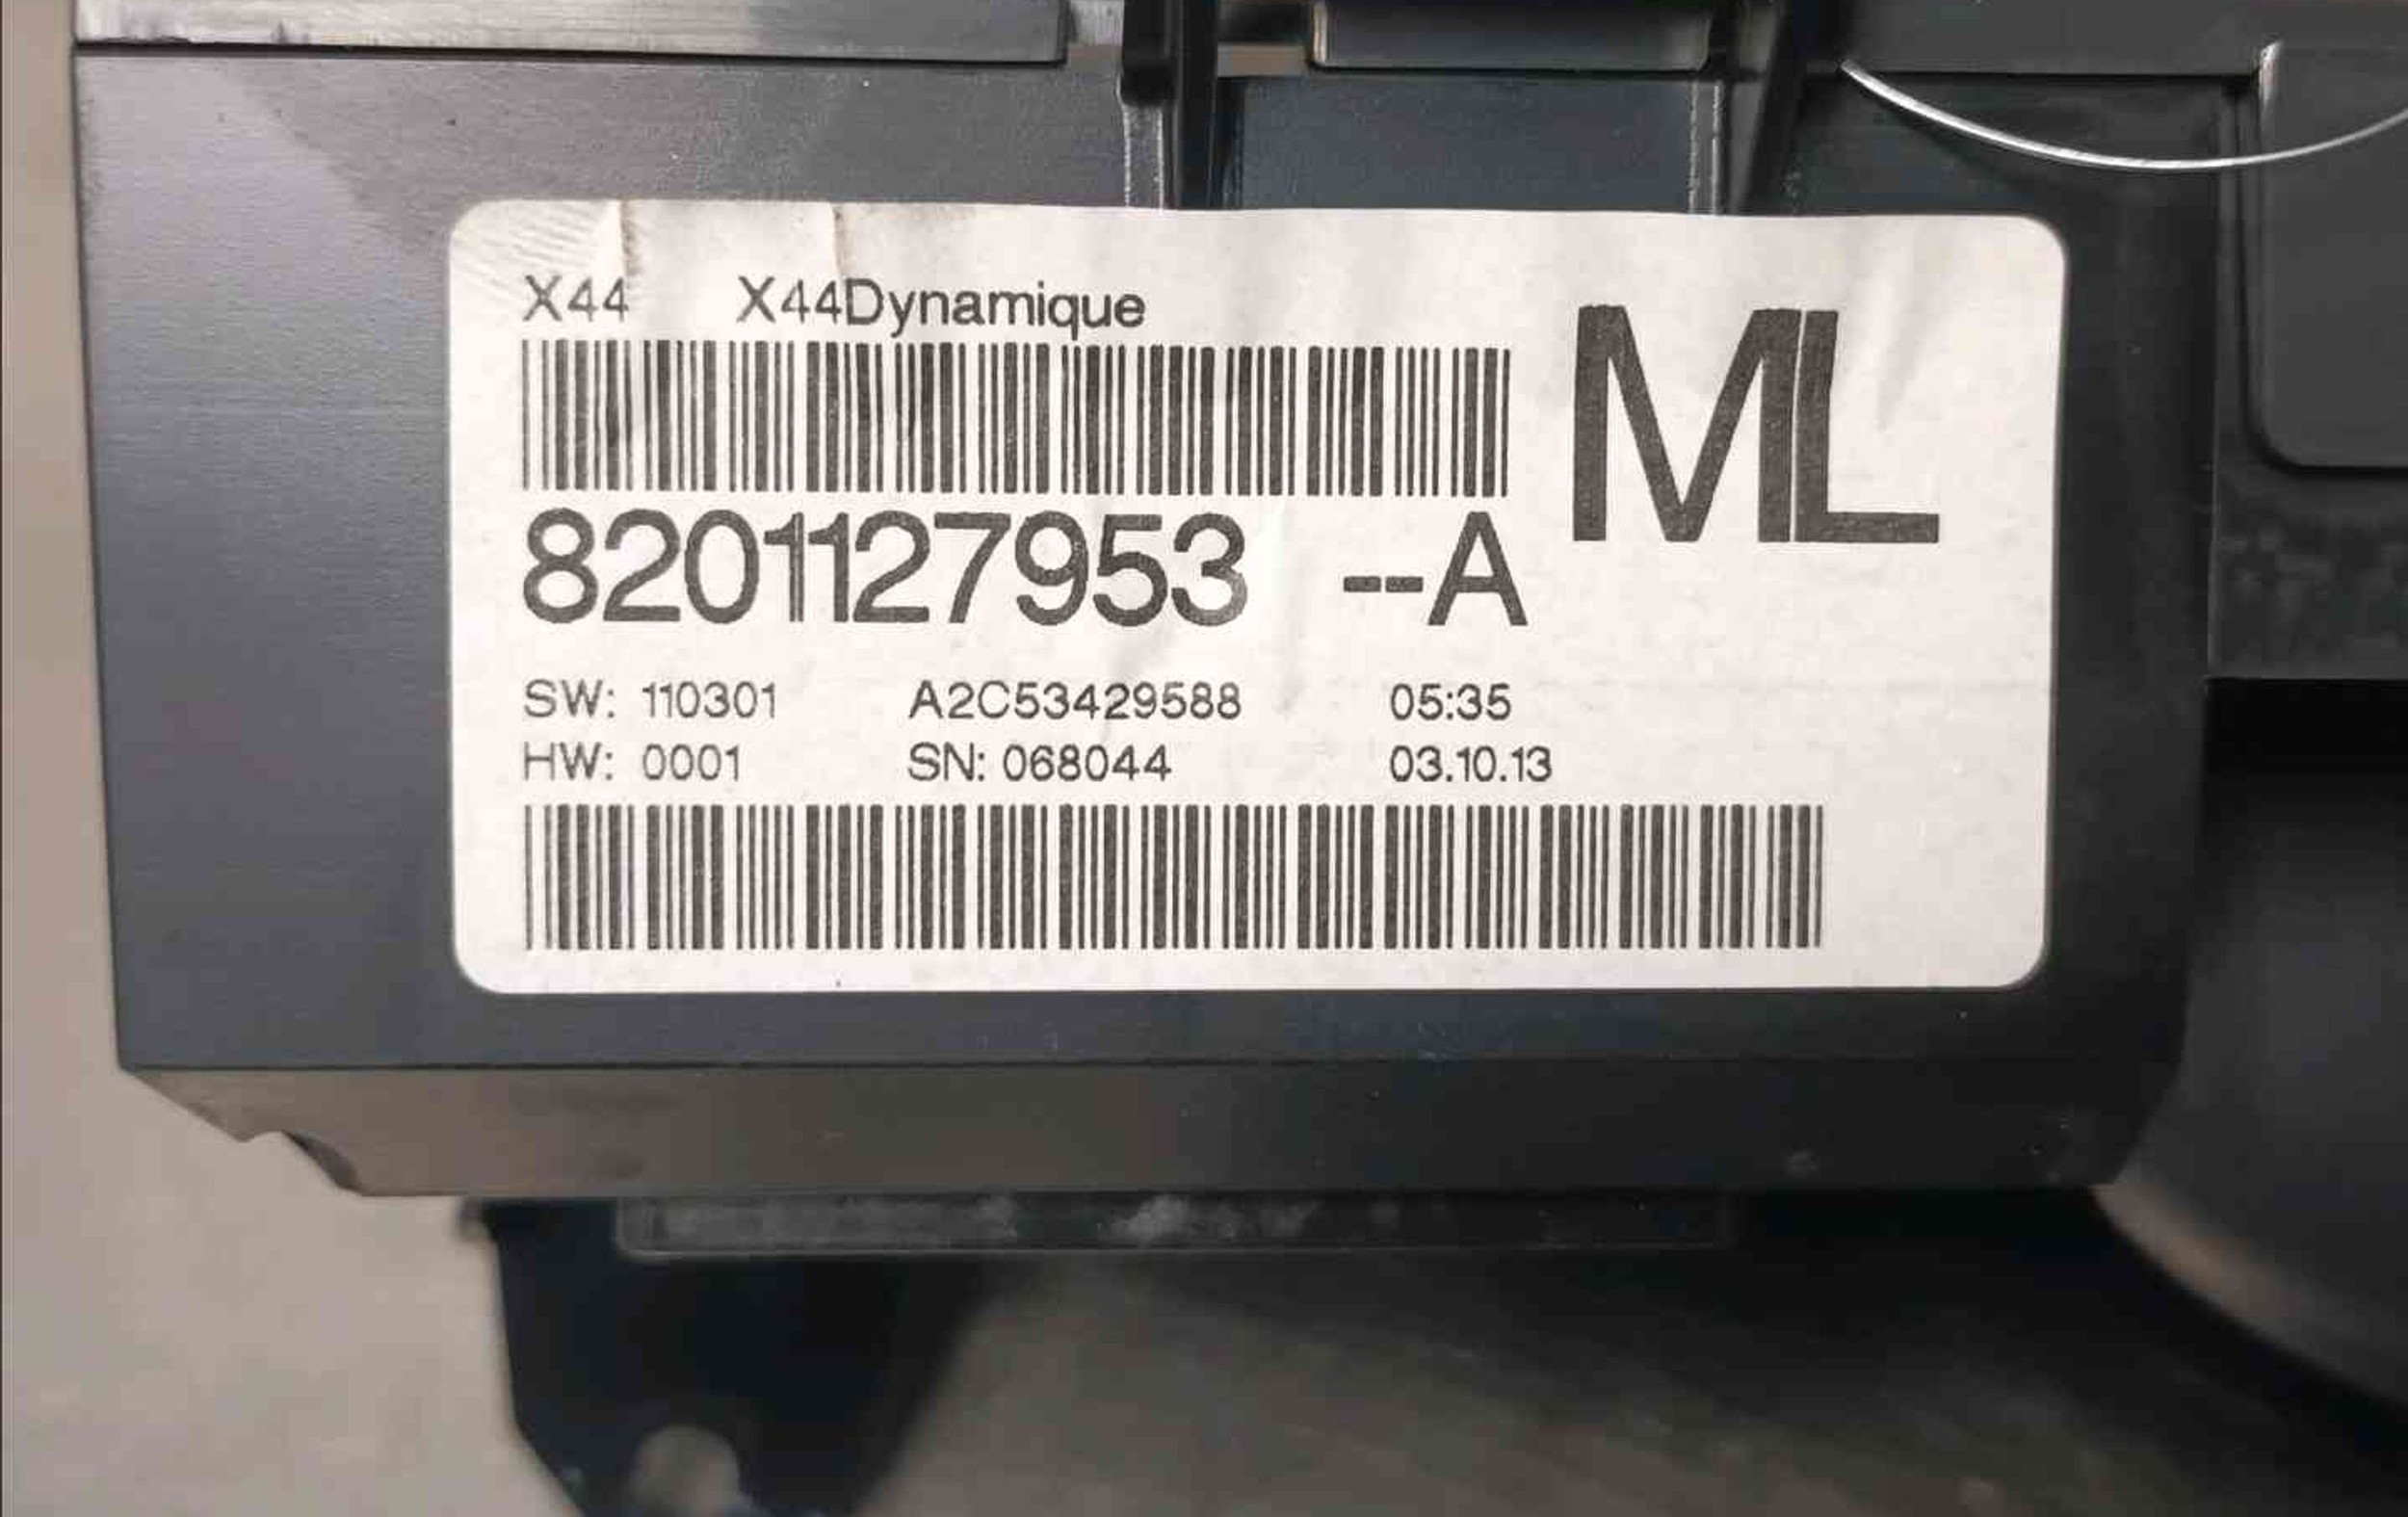 X44 X44Dynamique
ML
8201127953 --A
SW: 110301 A2C53429588 05:35
HW: 0001 SN: 068044 03.10.13